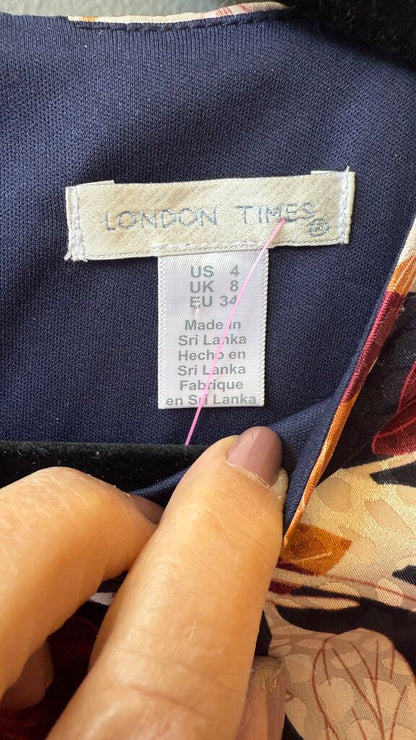 LONDON TIMES®
US 4
UK 8
EU 34
Made in
Sri Lanka
Hecho en
Sri Lanka
Fabrique
en Sri Lanka